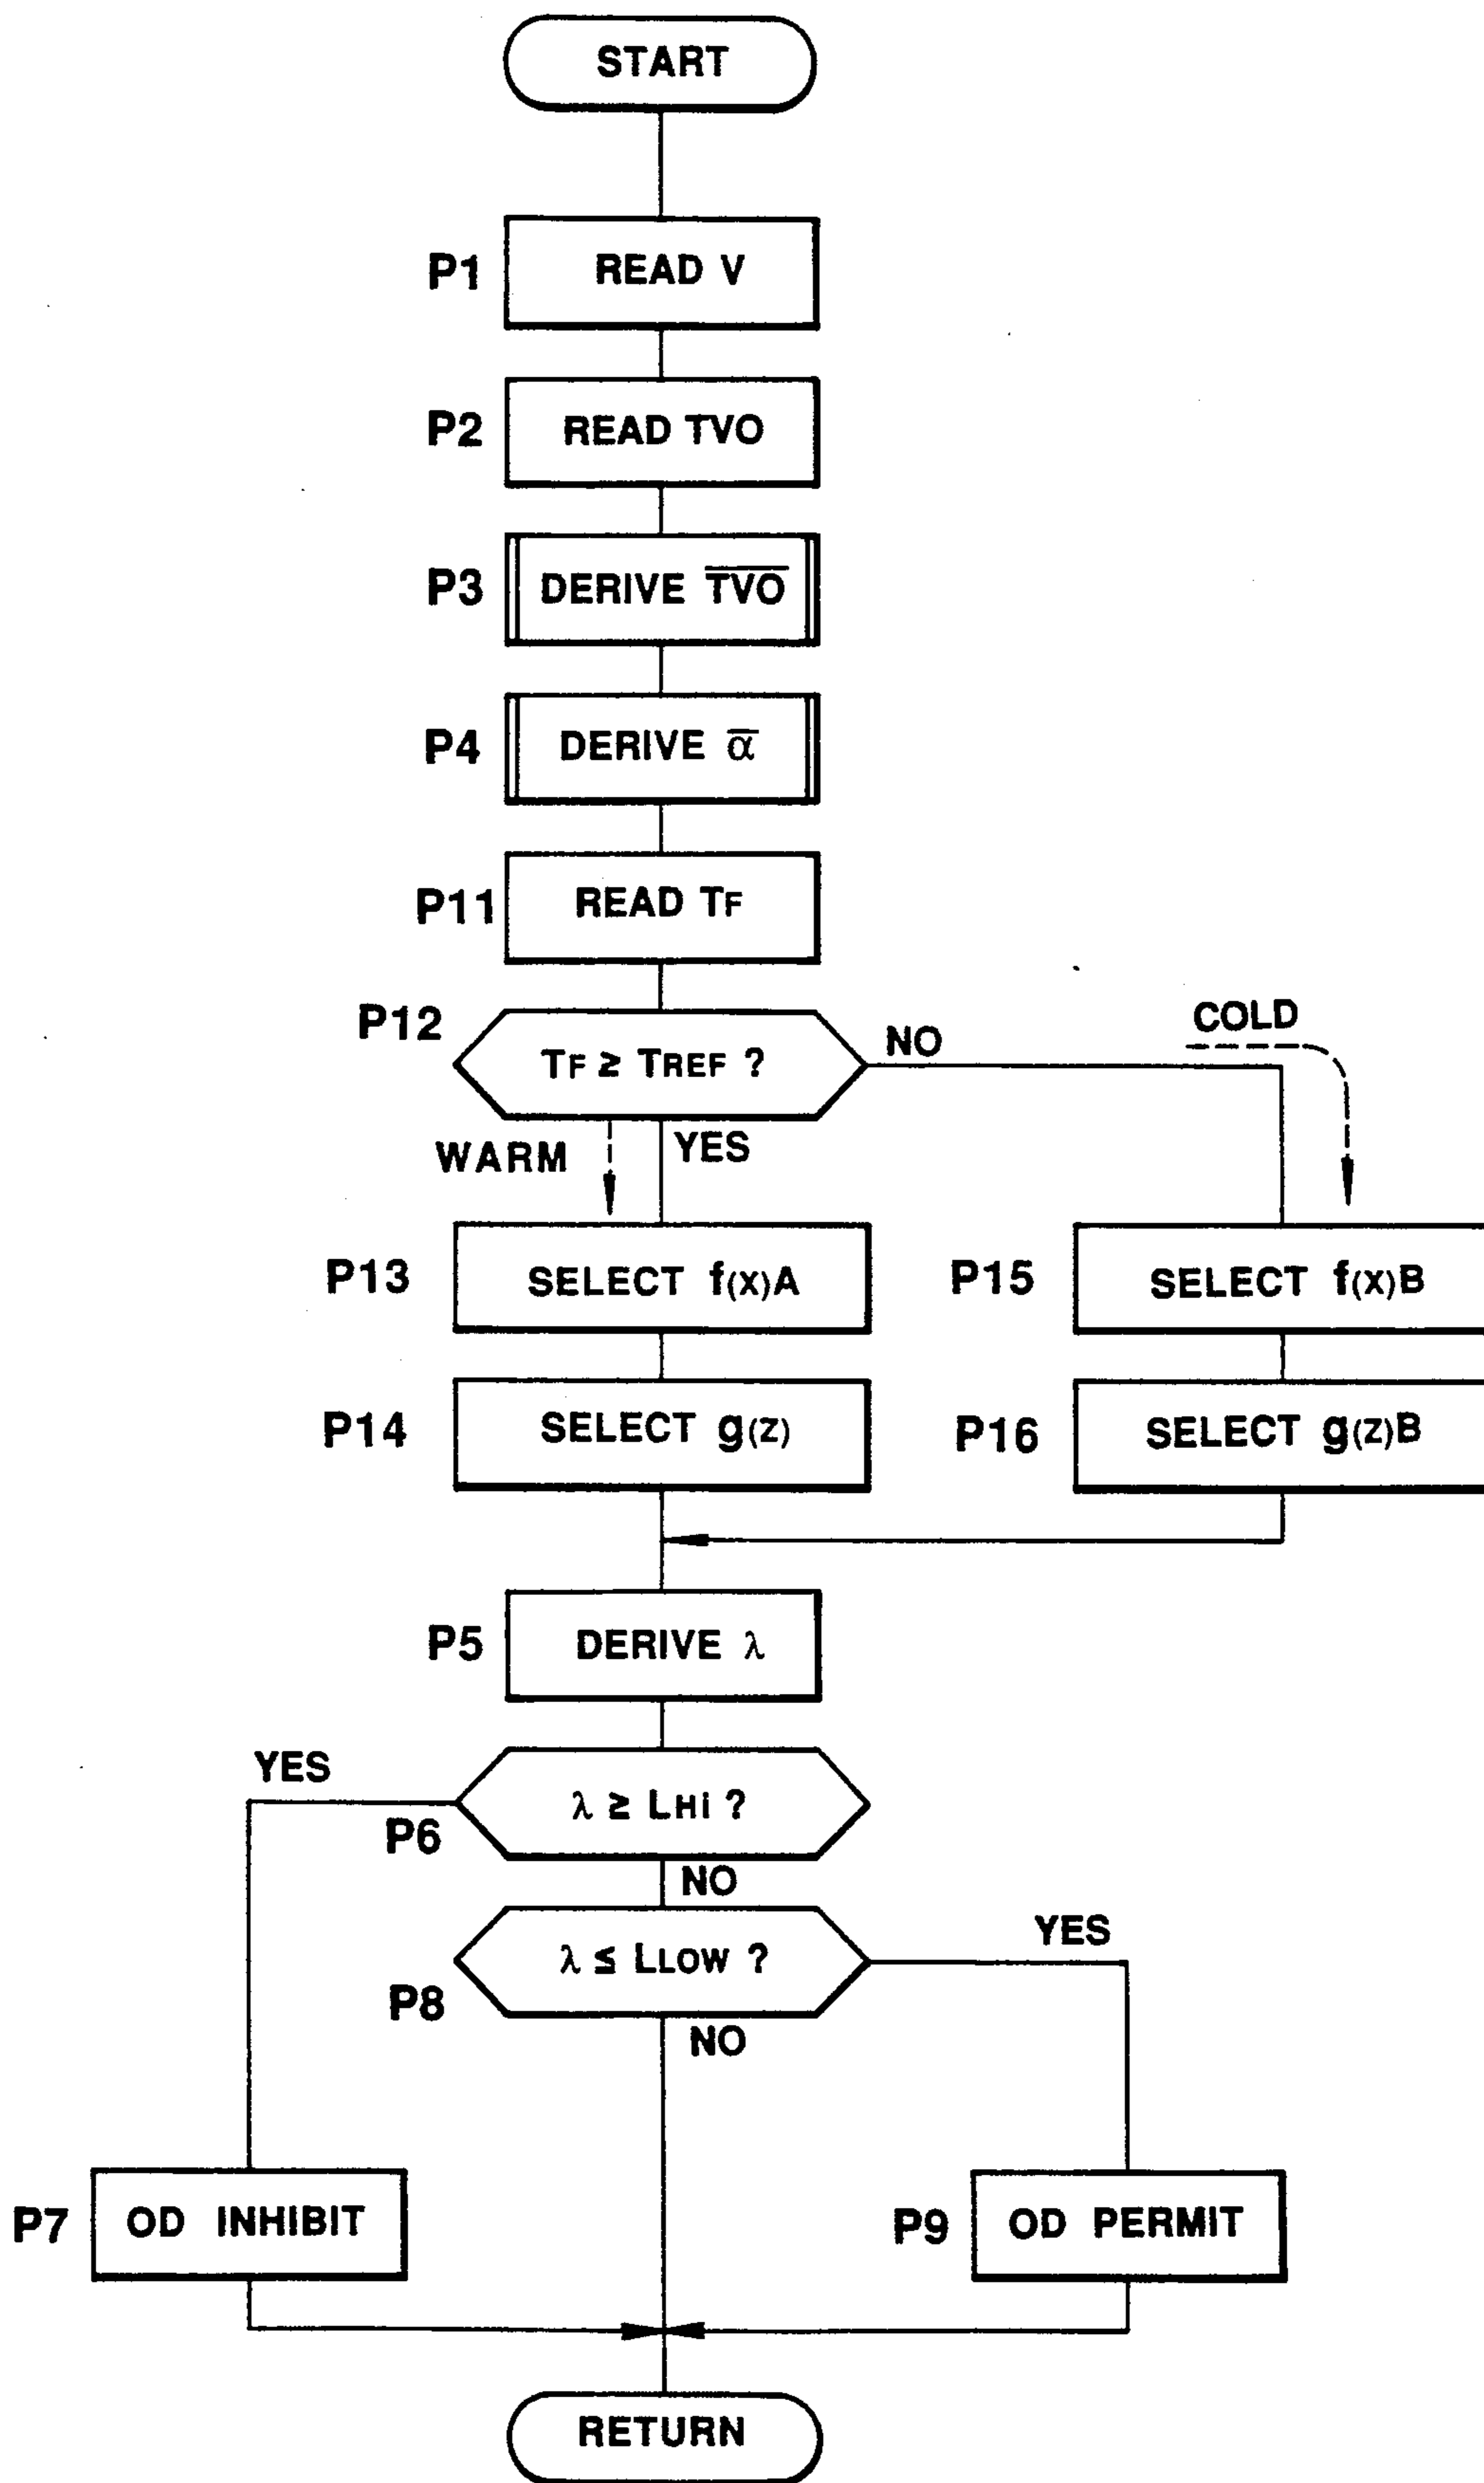 START
P1 READ V
P2 READ TVO
P3 DERIVE T̅V̅O̅
P4 DERIVE α̅
P11 READ TF
P12 TF ≥ TREF ?
NO
COLD
WARM
YES
P13 SELECT f(x)A
P15 SELECT f(x)B
P14 SELECT g(z)
P16 SELECT g(z)B
P5 DERIVE λ
YES
P6 λ ≥ LHi ?
NO
YES
P8 λ ≤ LLOW ?
NO
P7 OD INHIBIT
P9 OD PERMIT
RETURN